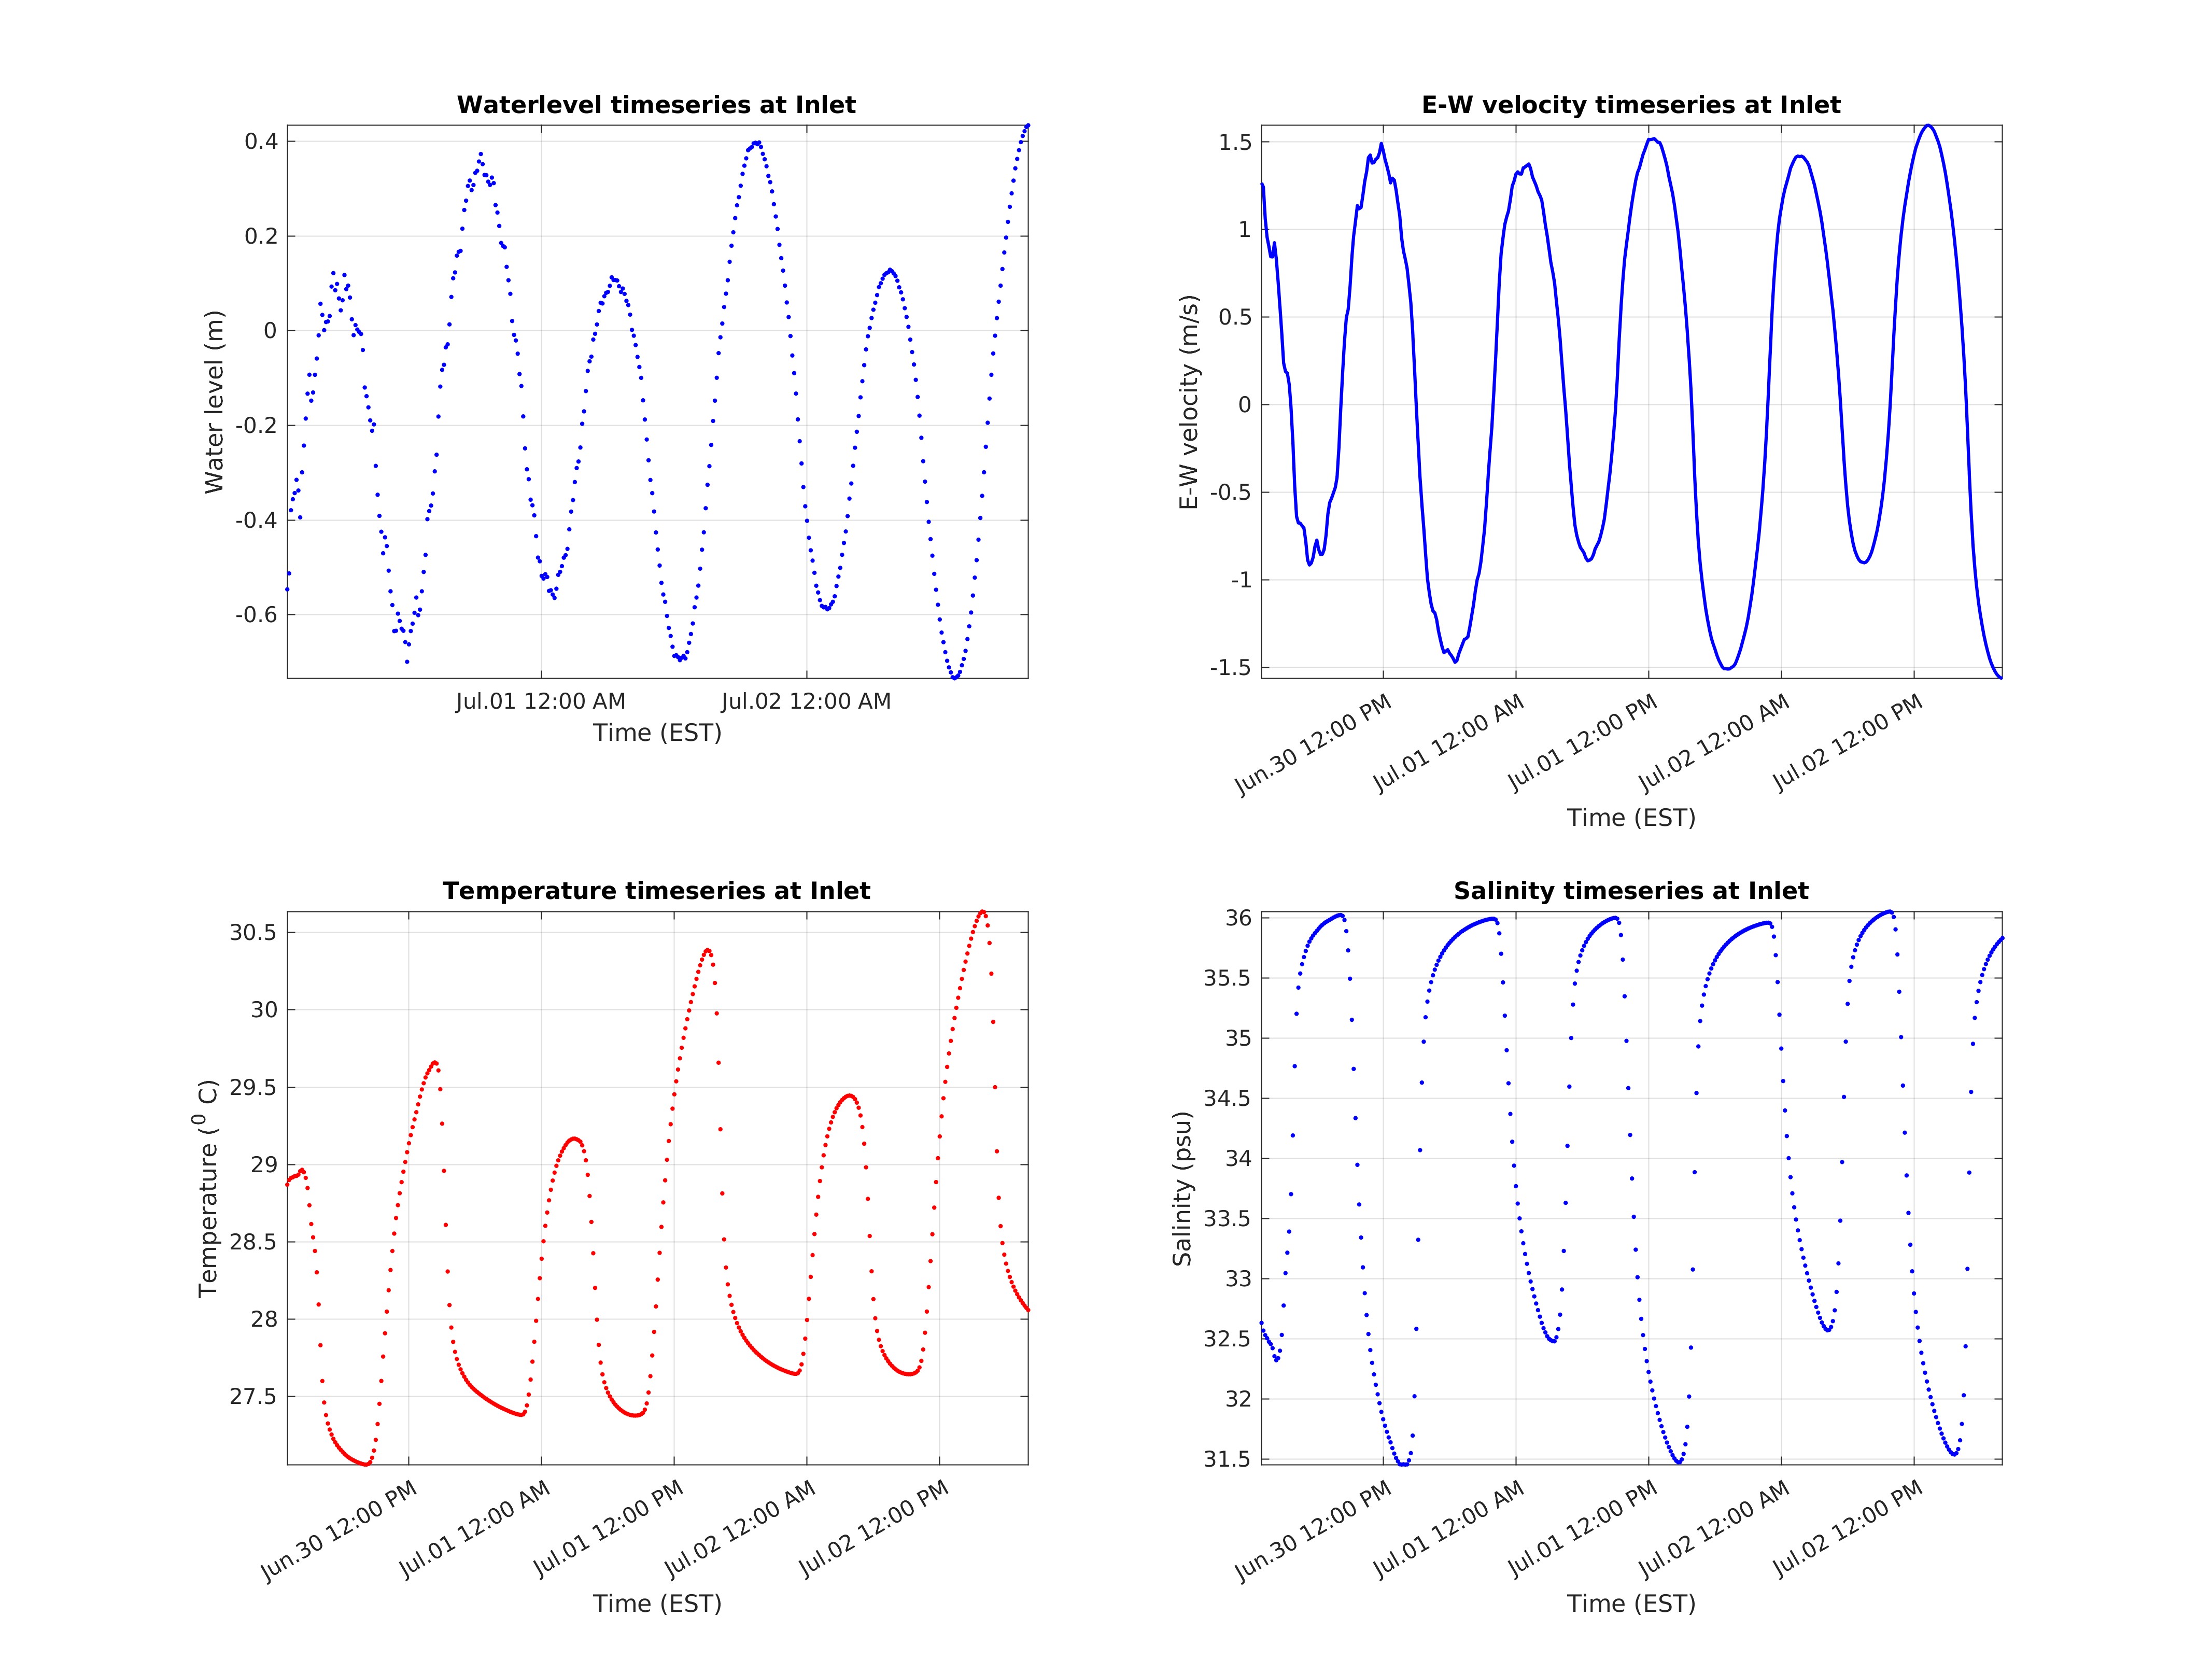 Waterlevel timeseries at Inlet
0.4
0.2
0
-0.2
-0.4
-0.6
Water level (m)
Jul.01 12:00 AM
Jul.02 12:00 AM
Time (EST)
E-W velocity timeseries at Inlet
1.5
1
0.5
0
-0.5
-1
-1.5
E-W velocity (m/s)
Jun.30 12:00 PM
Jul.01 12:00 AM
Jul.01 12:00 PM
Jul.02 12:00 AM
Jul.02 12:00 PM
Time (EST)
Temperature timeseries at Inlet
30.5
30
29.5
29
28.5
28
27.5
Temperature (⁰ C)
Jun.30 12:00 PM
Jul.01 12:00 AM
Jul.01 12:00 PM
Jul.02 12:00 AM
Jul.02 12:00 PM
Time (EST)
Salinity timeseries at Inlet
36
35.5
35
34.5
34
33.5
33
32.5
32
31.5
Salinity (psu)
Jun.30 12:00 PM
Jul.01 12:00 AM
Jul.01 12:00 PM
Jul.02 12:00 AM
Jul.02 12:00 PM
Time (EST)